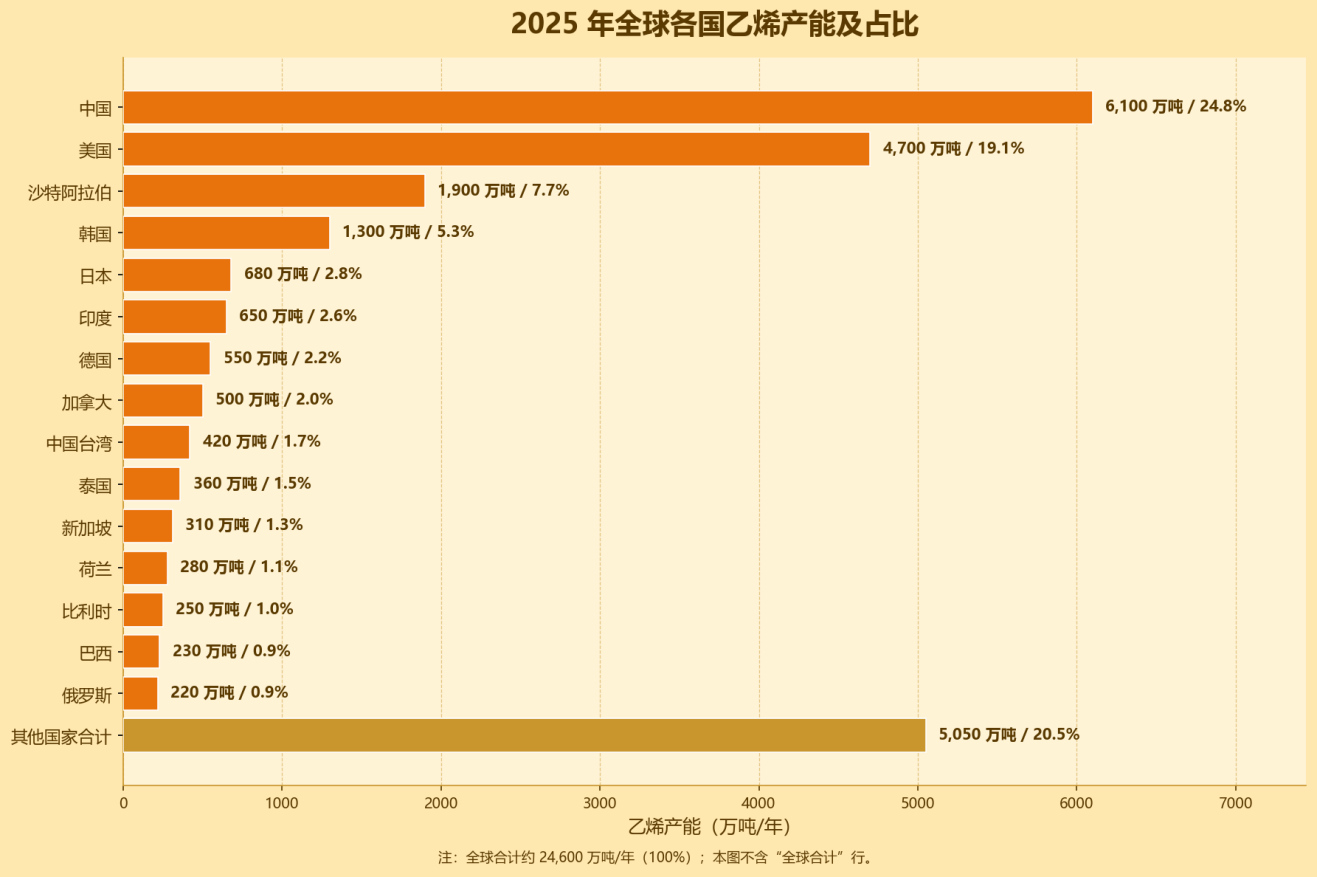 2025 年全球各国乙烯产能及占比
中国 6,100 万吨 / 24.8%
美国 4,700 万吨 / 19.1%
沙特阿拉伯 1,900 万吨 / 7.7%
韩国 1,300 万吨 / 5.3%
日本 680 万吨 / 2.8%
印度 650 万吨 / 2.6%
德国 550 万吨 / 2.2%
加拿大 500 万吨 / 2.0%
中国台湾 420 万吨 / 1.7%
泰国 360 万吨 / 1.5%
新加坡 310 万吨 / 1.3%
荷兰 280 万吨 / 1.1%
比利时 250 万吨 / 1.0%
巴西 230 万吨 / 0.9%
俄罗斯 220 万吨 / 0.9%
其他国家合计 5,050 万吨 / 20.5%
0 1000 2000 3000 4000 5000 6000 7000
乙烯产能（万吨/年）
注：全球合计约 24,600 万吨/年（100%）；本图不含“全球合计”行。